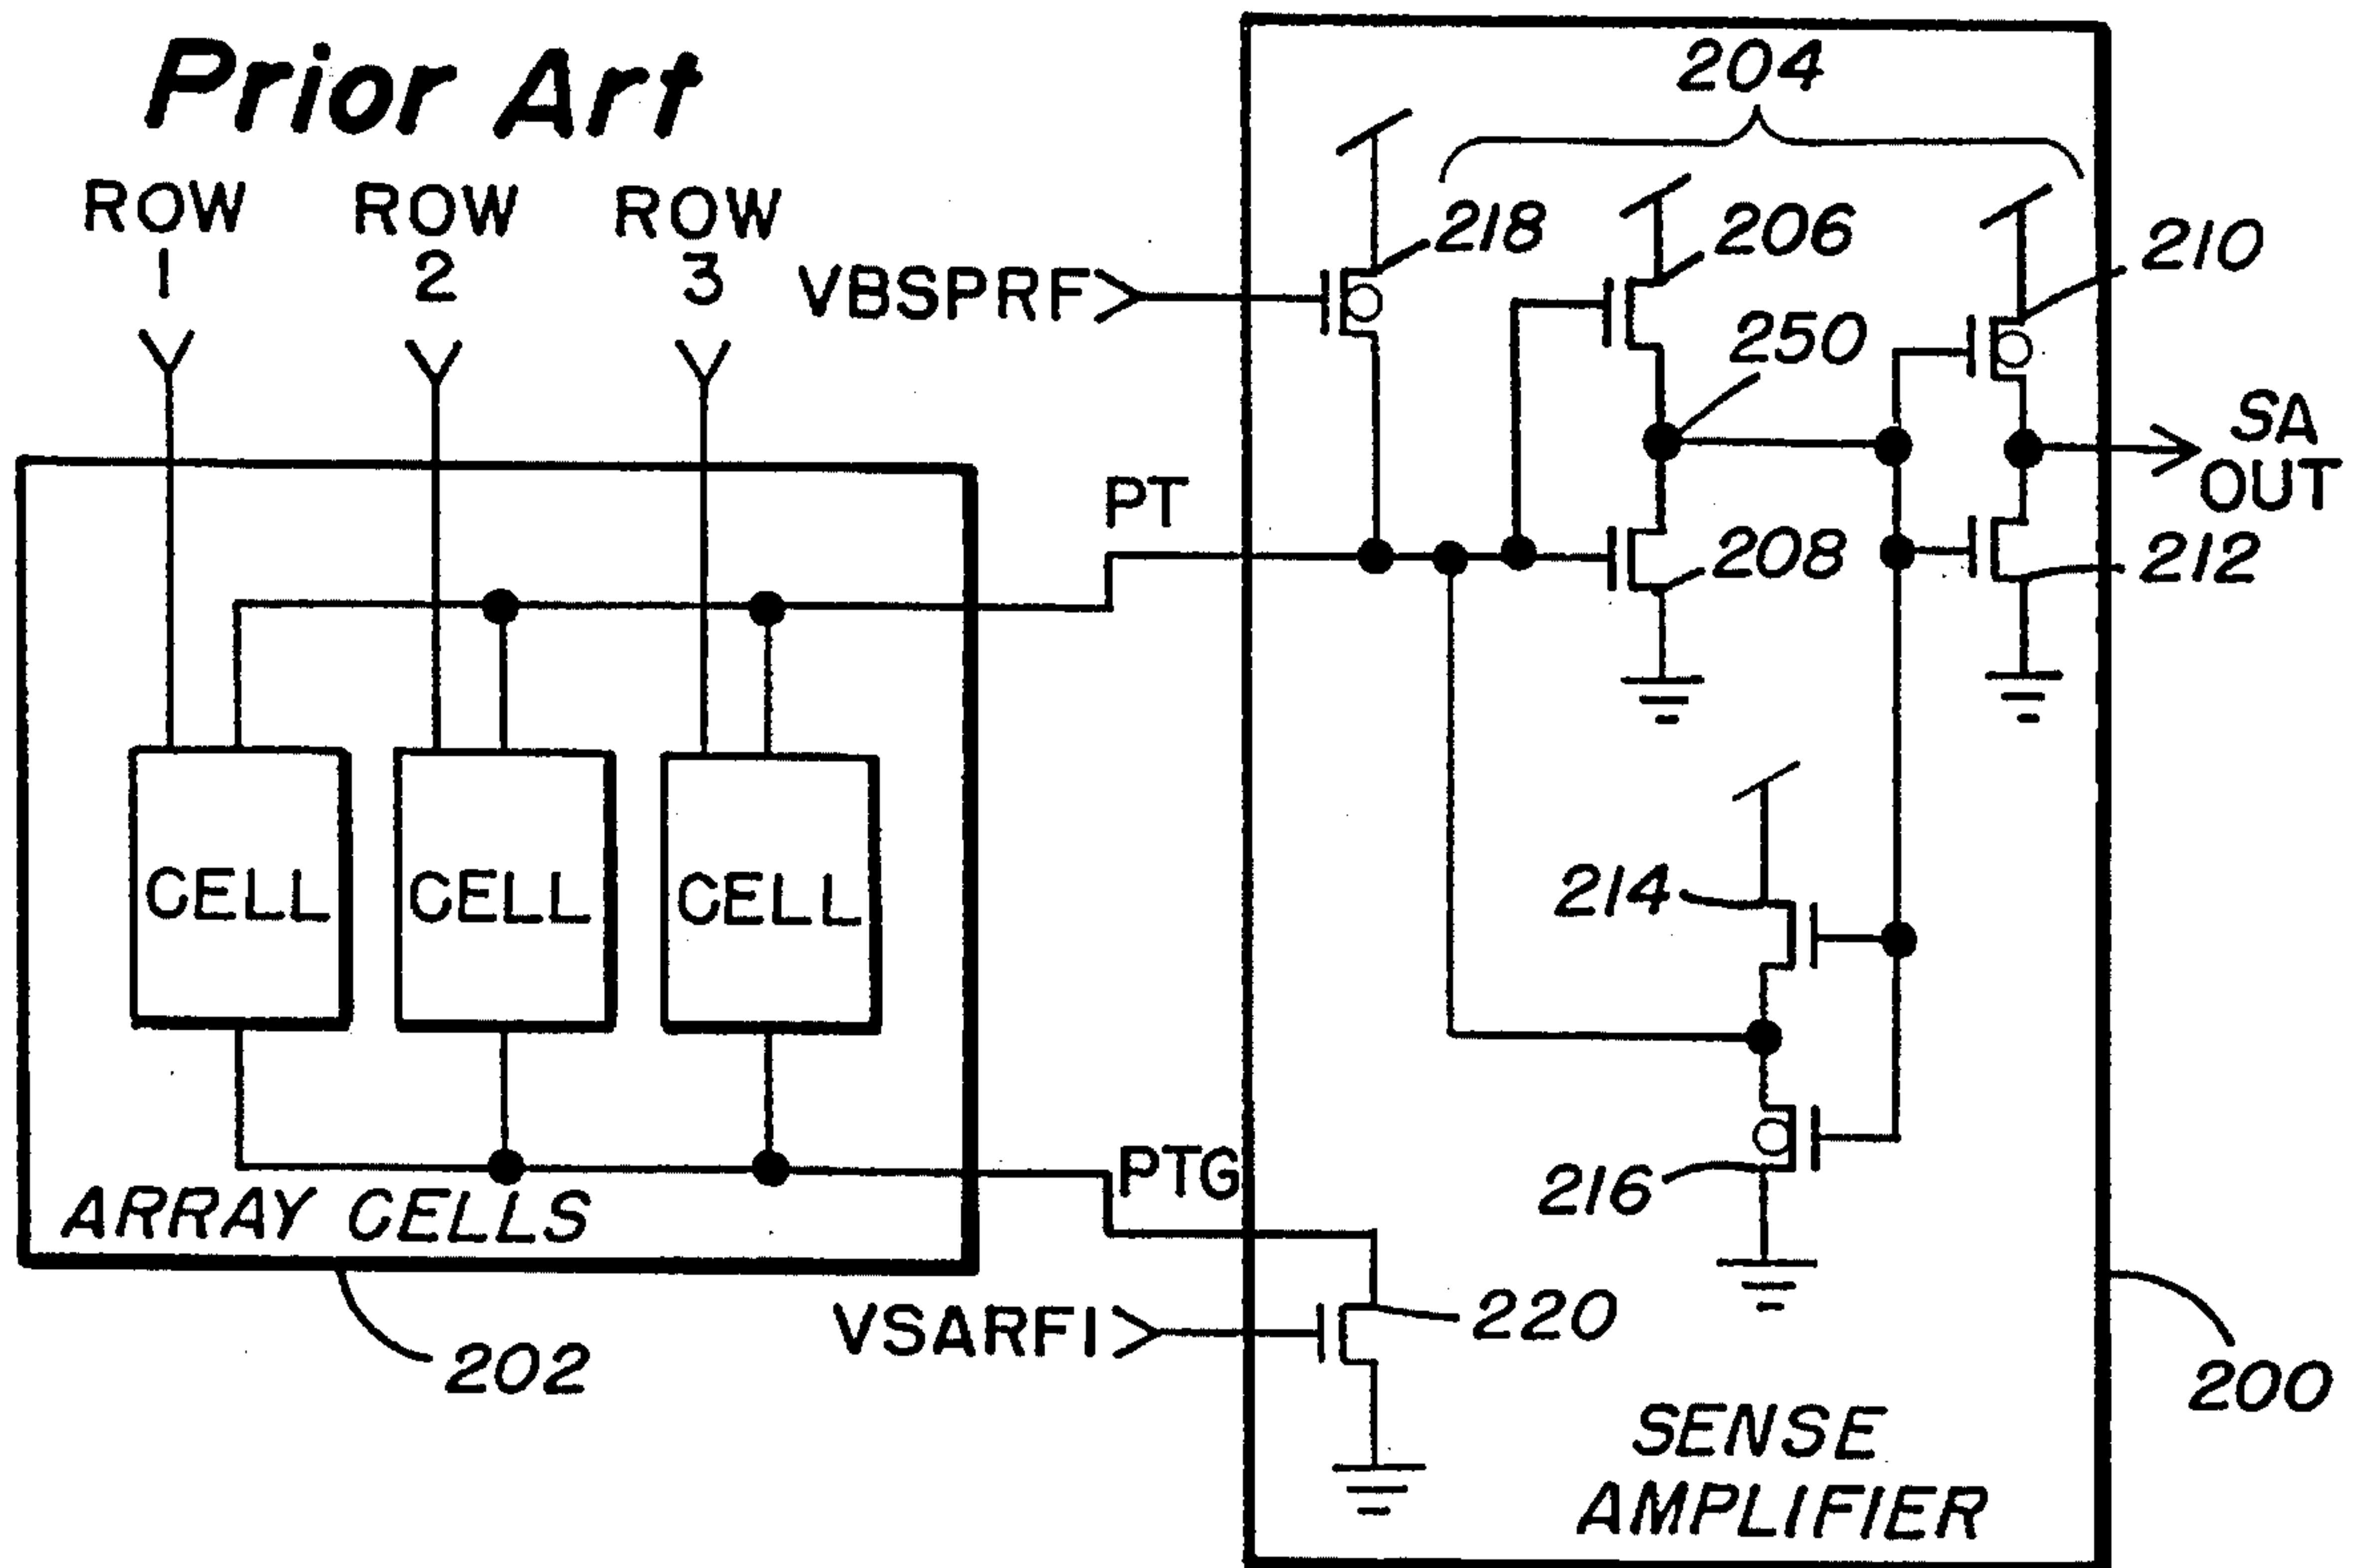 Prior Art
ROW 1
ROW 2
ROW 3
VBSPRF
204
218
206
210
250
SA OUT
PT
208
212
CELL
CELL
CELL
214
PTG
216
ARRAY CELLS
VSARFI
220
202
200
SENSE AMPLIFIER